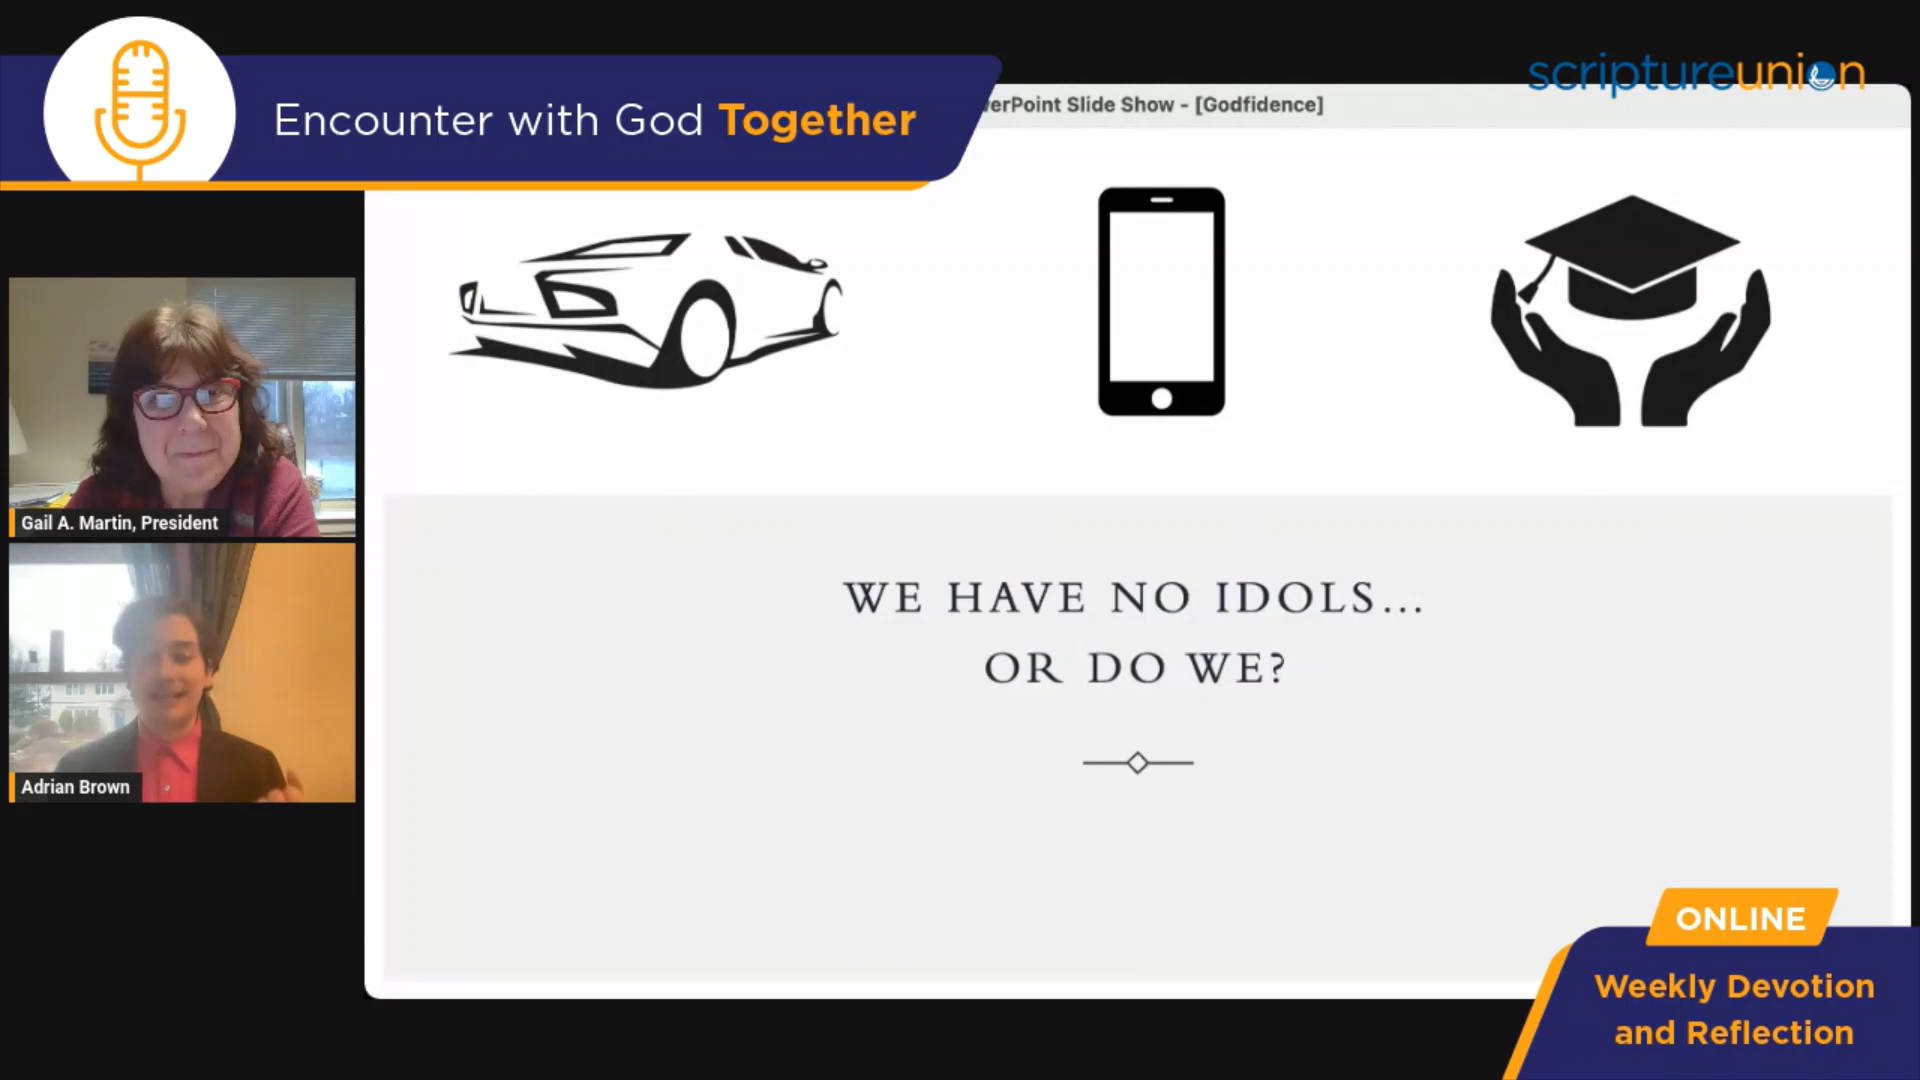 Encounter with God Together
scriptureunion
erPoint Slide Show - [Godfidence]
WE HAVE NO IDOLS...
OR DO WE?
Gail A. Martin, President
Adrian Brown
ONLINE
Weekly Devotion
and Reflection